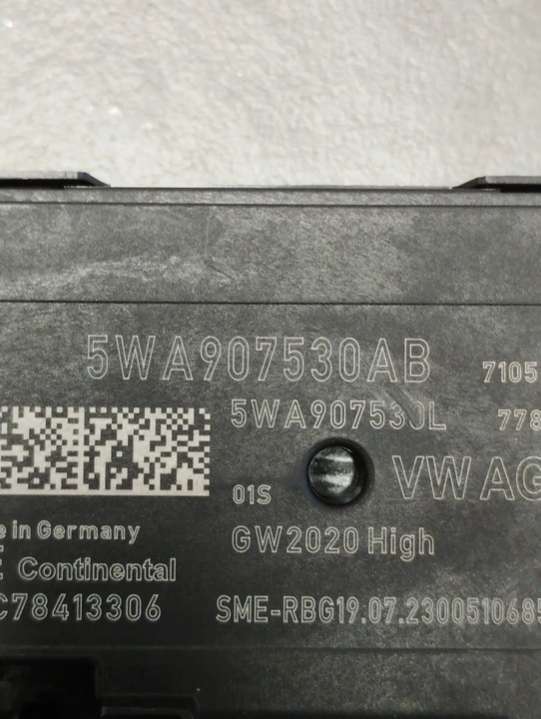 5WA907530AB 7105
5WA907530L 778
01S VW AG
e in Germany GW2020 High
E Continental
C78413306 SME-RBG19.07.2300510685